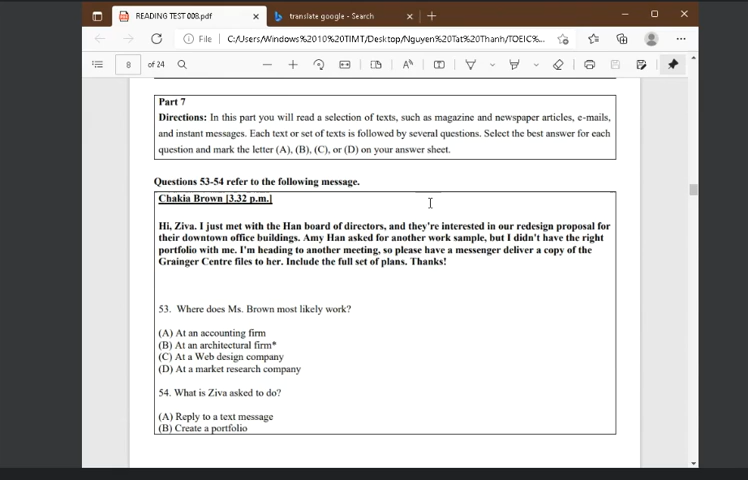 READING TEST 008.pdf
translate google - Search
File
C:/Users/Windows%2010%20TIMT/Desktop/Nguyen%20Tat%20Thanh/TOEIC%...
8 of 24
Part 7
Directions: In this part you will read a selection of texts, such as magazine and newspaper articles, e-mails,
and instant messages. Each text or set of texts is followed by several questions. Select the best answer for each
question and mark the letter (A), (B), (C), or (D) on your answer sheet.
Questions 53-54 refer to the following message.
Chakia Brown [3.32 p.m.]
Hi, Ziva. I just met with the Han board of directors, and they're interested in our redesign proposal for
their downtown office buildings. Amy Han asked for another work sample, but I didn't have the right
portfolio with me. I'm heading to another meeting, so please have a messenger deliver a copy of the
Grainger Centre files to her. Include the full set of plans. Thanks!
53. Where does Ms. Brown most likely work?
(A) At an accounting firm
(B) At an architectural firm*
(C) At a Web design company
(D) At a market research company
54. What is Ziva asked to do?
(A) Reply to a text message
(B) Create a portfolio